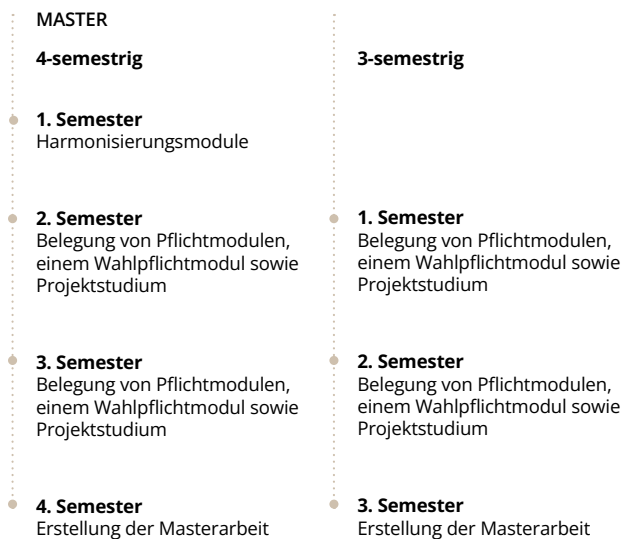 MASTER
4-semestrig
1. Semester
Harmonisierungsmodule
2. Semester
Belegung von Pflichtmodulen,
einem Wahlpflichtmodul sowie
Projektstudium
3. Semester
Belegung von Pflichtmodulen,
einem Wahlpflichtmodul sowie
Projektstudium
4. Semester
Erstellung der Masterarbeit
3-semestrig
1. Semester
Belegung von Pflichtmodulen,
einem Wahlpflichtmodul sowie
Projektstudium
2. Semester
Belegung von Pflichtmodulen,
einem Wahlpflichtmodul sowie
Projektstudium
3. Semester
Erstellung der Masterarbeit